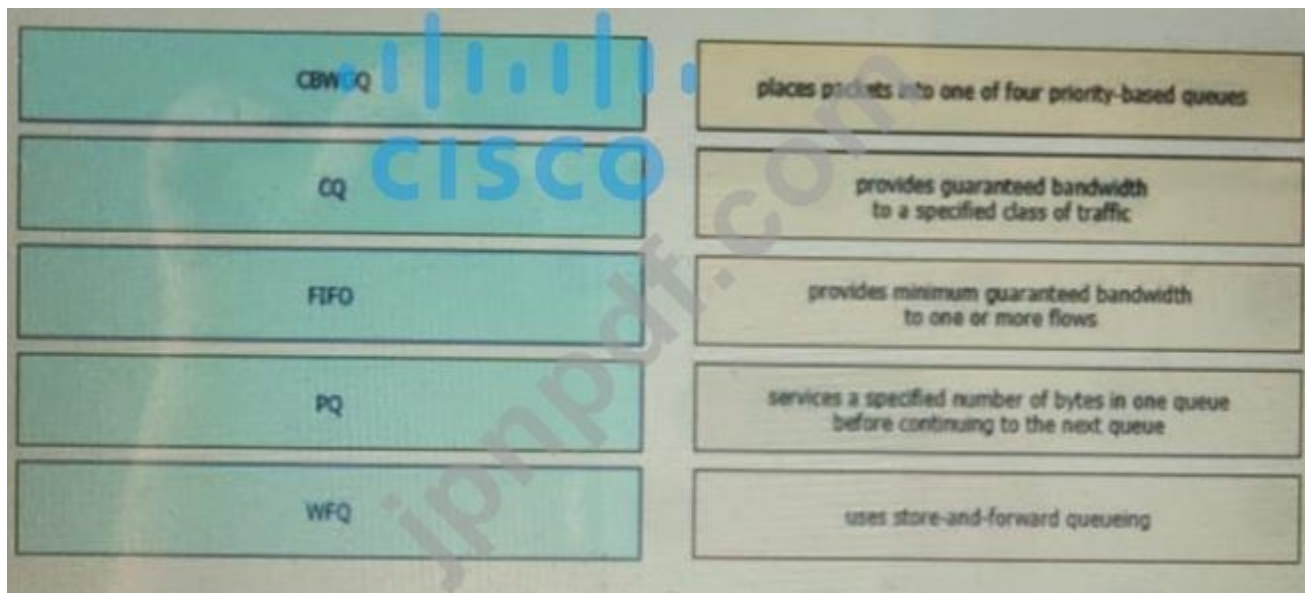 CBWGQ
places packets into one of four priority-based queues
CISCO
CQ
provides guaranteed bandwidth
to a specified class of traffic
FIFO
provides minimum guaranteed bandwidth
to one or more flows
PQ
services a specified number of bytes in one queue
before continuing to the next queue
WFQ
uses store-and-forward queueing
jpnpdf.com